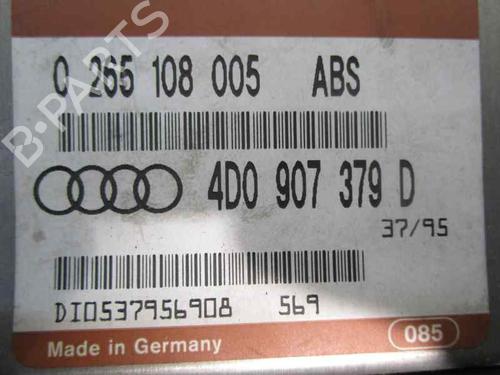 0 265 108 005 ABS
4D0 907 379 D
37/95
DI0537956908 569
Made in Germany 085
B-PARTS